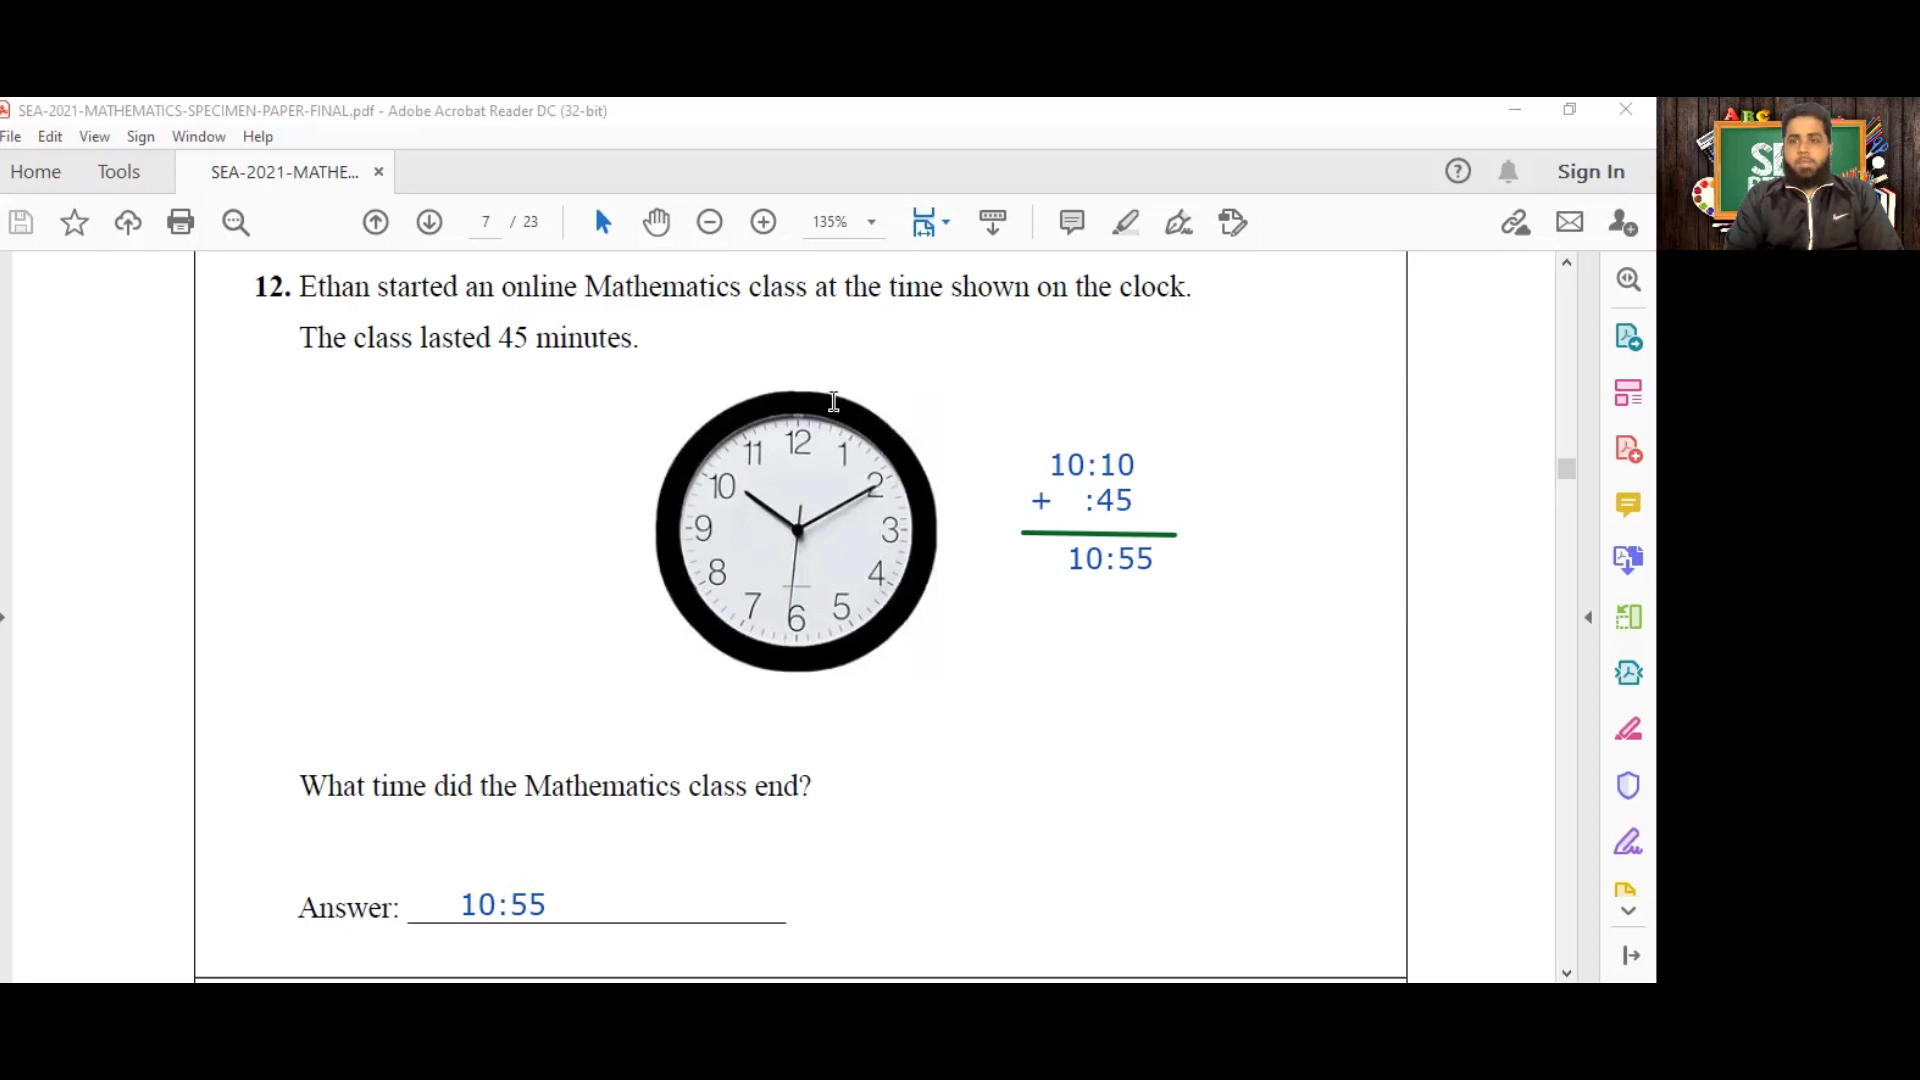 SEA-2021-MATHEMATICS-SPECIMEN-PAPER-FINAL.pdf - Adobe Acrobat Reader DC (32-bit)
File Edit View Sign Window Help
Home Tools SEA-2021-MATHE... × Sign In
7 / 23 135%
ABC
12. Ethan started an online Mathematics class at the time shown on the clock.
The class lasted 45 minutes.
12
11 1
10 2
9 3
8 4
7 5
6
10:10
+ :45
10:55
What time did the Mathematics class end?
Answer: 10:55